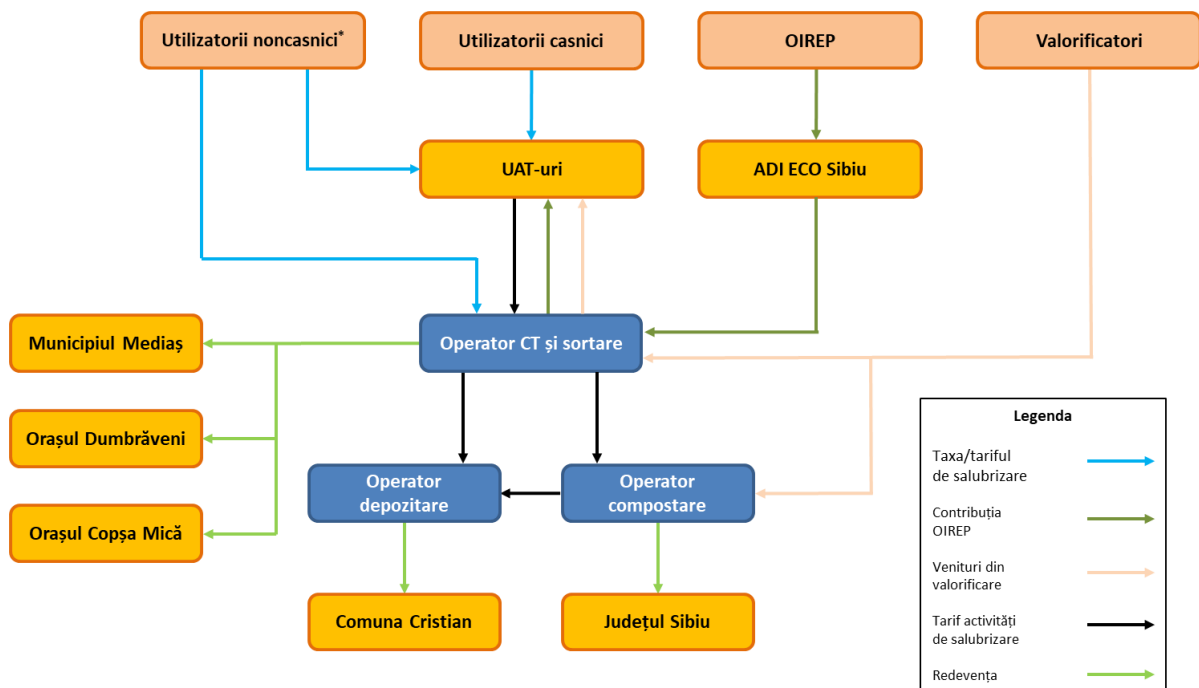 Utilizatorii noncasnici*
Utilizatorii casnici
OIREP
Valorificatori
UAT-uri
ADI ECO Sibiu
Municipiul Mediaș
Operator CT și sortare
Orașul Dumbrăveni
Orașul Copșa Mică
Operator
depozitare
Operator
compostare
Comuna Cristian
Județul Sibiu
Legenda
Taxa/tariful
de salubrizare
Contribuția
OIREP
Venituri din
valorificare
Tarif activități
de salubrizare
Redevența